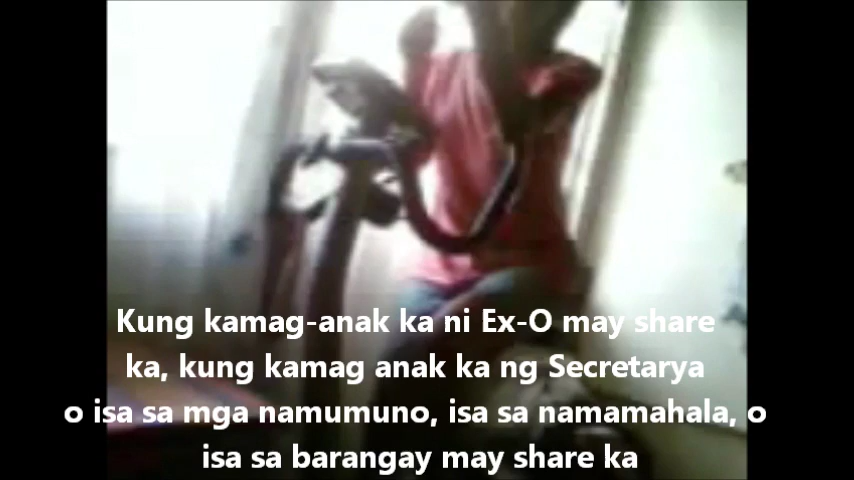 Kung kamag-anak ka ni Ex-O may share
ka, kung kamag anak ka ng Secretarya
o isa sa mga namumuno, isa sa namamahala, o
isa sa barangay may share ka